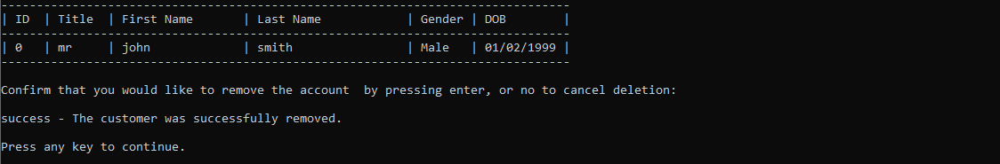 --------------------------------------------------------------------------------
| ID  | Title  | First Name       | Last Name            | Gender | DOB        |
--------------------------------------------------------------------------------
| 0   | mr     | john             | smith                | Male   | 01/02/1999 |
--------------------------------------------------------------------------------
Confirm that you would like to remove the account  by pressing enter, or no to cancel deletion:
success - The customer was successfully removed.
Press any key to continue.